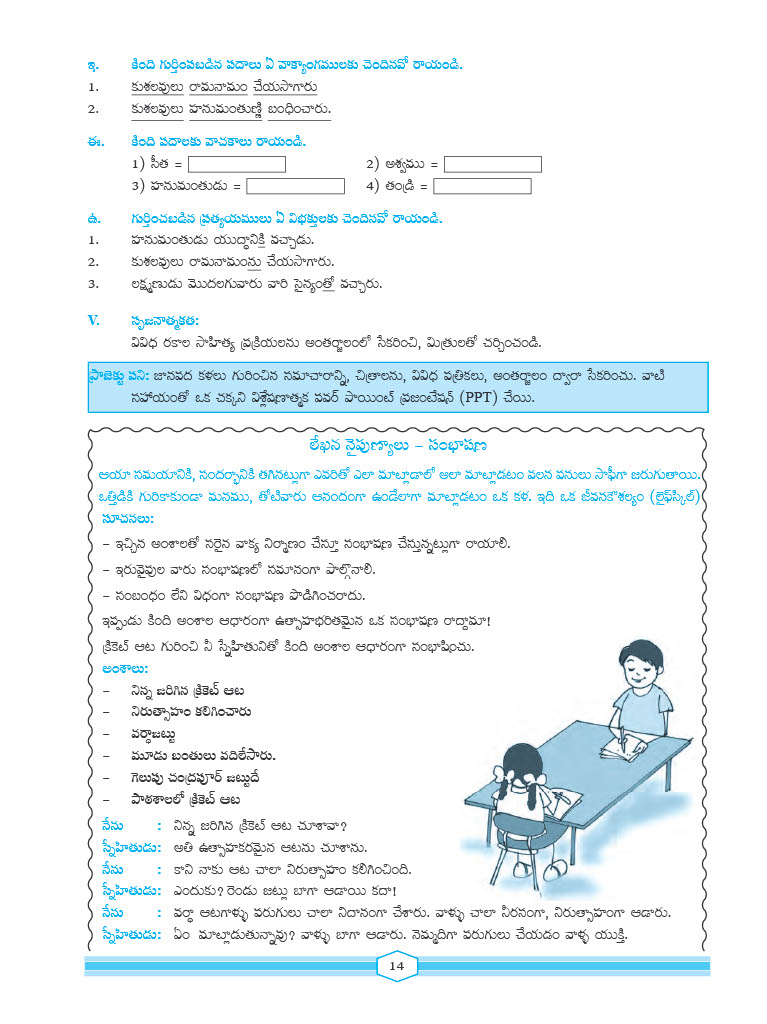 ఇ. కింది గుర్తింపబడిన పదాలు ఏ వాక్యాంగములకు చెందినవో రాయండి.
1. కుశలవులు రామనామం చేయసాగారు
2. కుశలవులు హనుమంతుణ్ణి బంధించారు.
ఈ. కింది పదాలకు వాచకాలు రాయండి.
1) సీత = 2) అశ్వము =
3) హనుమంతుడు = 4) తండ్రి =
ఉ. గుర్తించబడిన ప్రత్యయములు ఏ విభక్తులకు చెందినవో రాయండి.
1. హనుమంతుడు యుద్ధానికి వచ్చాడు.
2. కుశలవులు రామనామంను చేయసాగారు.
3. లక్ష్మణుడు మొదలగువారు వారి సైన్యంతో వచ్చారు.
V. సృజనాత్మకత:
వివిధ రకాల సాహిత్య ప్రక్రియలను అంతర్జాలంలో సేకరించి, మిత్రులతో చర్చించండి.
ప్రాజెక్టు పని: జానపద కళలు గురించిన సమాచారాన్ని, చిత్రాలను, వివిధ పత్రికలు, అంతర్జాలం ద్వారా సేకరించు. వాటి
సహాయంతో ఒక చక్కని విశ్లేషణాత్మక పవర్ పాయింట్ ప్రజంటేషన్ (PPT) చేయి.
లేఖన నైపుణ్యాలు – సంభాషణ
ఆయా సమయానికి, సందర్భానికి తగినట్లుగా ఎవరితో ఎలా మాట్లాడాలో అలా మాట్లాడటం వలన పనులు సాఫీగా జరుగుతాయి.
ఒత్తిడికి గురికాకుండా మనము, తోటివారు ఆనందంగా ఉండేలాగా మాట్లాడటం ఒక కళ. ఇది ఒక జీవనకౌశల్యం (లైఫ్‌స్కిల్)
సూచనలు:
– ఇచ్చిన అంశాలతో సరైన వాక్య నిర్మాణం చేస్తూ సంభాషణ చేస్తున్నట్లుగా రాయాలి.
– ఇరువైపుల వారు సంభాషణలో సమానంగా పాల్గొనాలి.
– సంబంధం లేని విధంగా సంభాషణ పొడిగించరాదు.
ఇప్పుడు కింది అంశాల ఆధారంగా ఉత్సాహభరితమైన ఒక సంభాషణ రాద్దామా!
క్రికెట్ ఆట గురించి నీ స్నేహితునితో కింది అంశాల ఆధారంగా సంభాషించు.
అంశాలు:
– నిన్న జరిగిన క్రికెట్ ఆట
– నిరుత్సాహం కలిగించారు
– వర్ధాజట్టు
– మూడు బంతులు వదిలేసారు.
– గెలుపు చంద్రపూర్ జట్టుదే
– పాఠశాలలో క్రికెట్ ఆట
నేను : నిన్న జరిగిన క్రికెట్ ఆట చూశావా?
స్నేహితుడు: అతి ఉత్సాహకరమైన ఆటను చూశాను.
నేను : కాని నాకు ఆట చాలా నిరుత్సాహం కలిగించింది.
స్నేహితుడు: ఎందుకు? రెండు జట్లు బాగా ఆడాయి కదా!
నేను : వర్ధా ఆటగాళ్ళు పరుగులు చాలా నిదానంగా చేశారు. వాళ్ళు చాలా నీరసంగా, నిరుత్సాహంగా ఆడారు.
స్నేహితుడు: ఏం మాట్లాడుతున్నావు? వాళ్ళు బాగా ఆడారు. నెమ్మదిగా పరుగులు చేయడం వాళ్ళ యుక్తి.
14